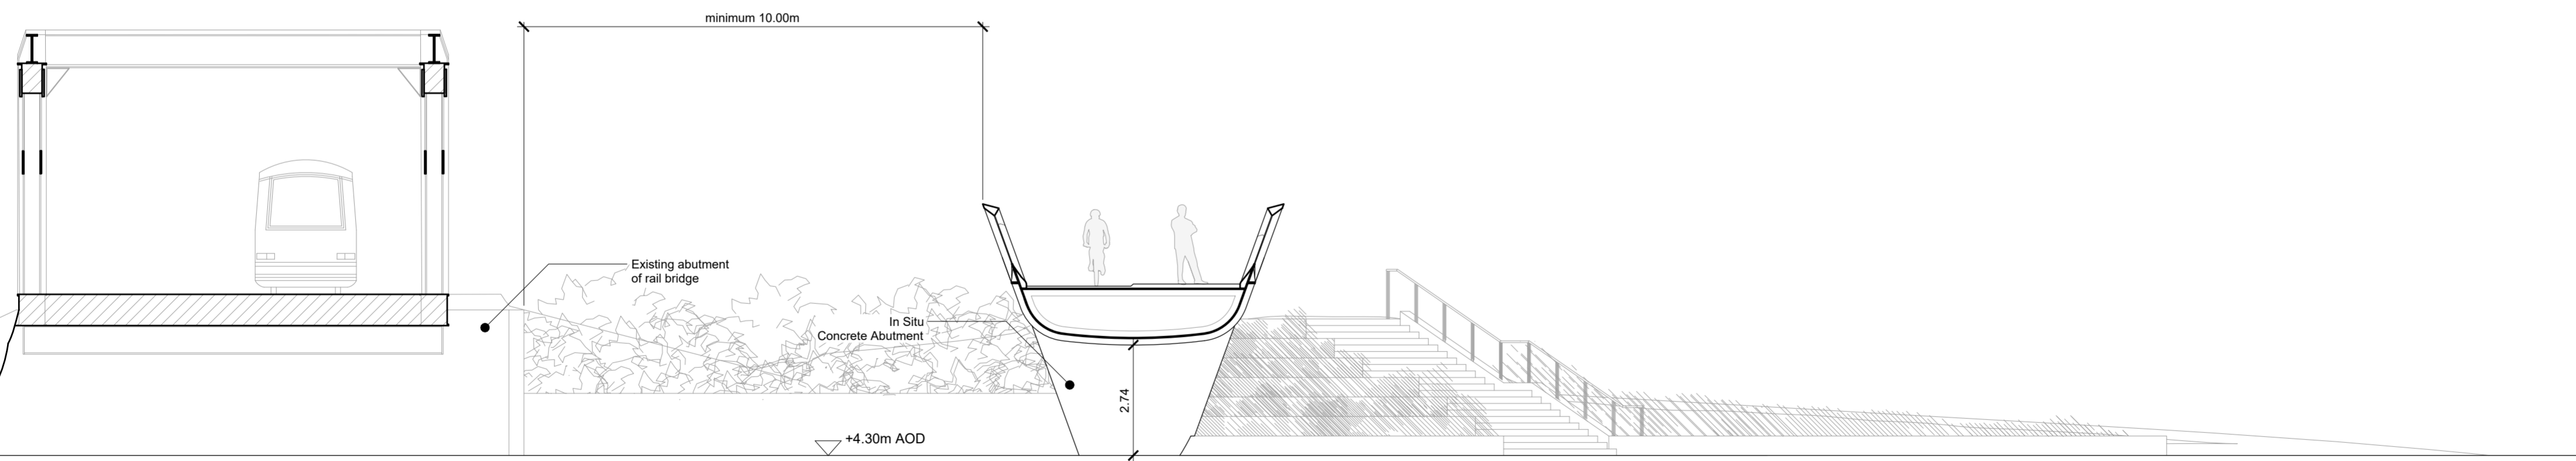 minimum 10.00m
Existing abutment
of rail bridge
In Situ
Concrete Abutment
2.74
+4.30m AOD